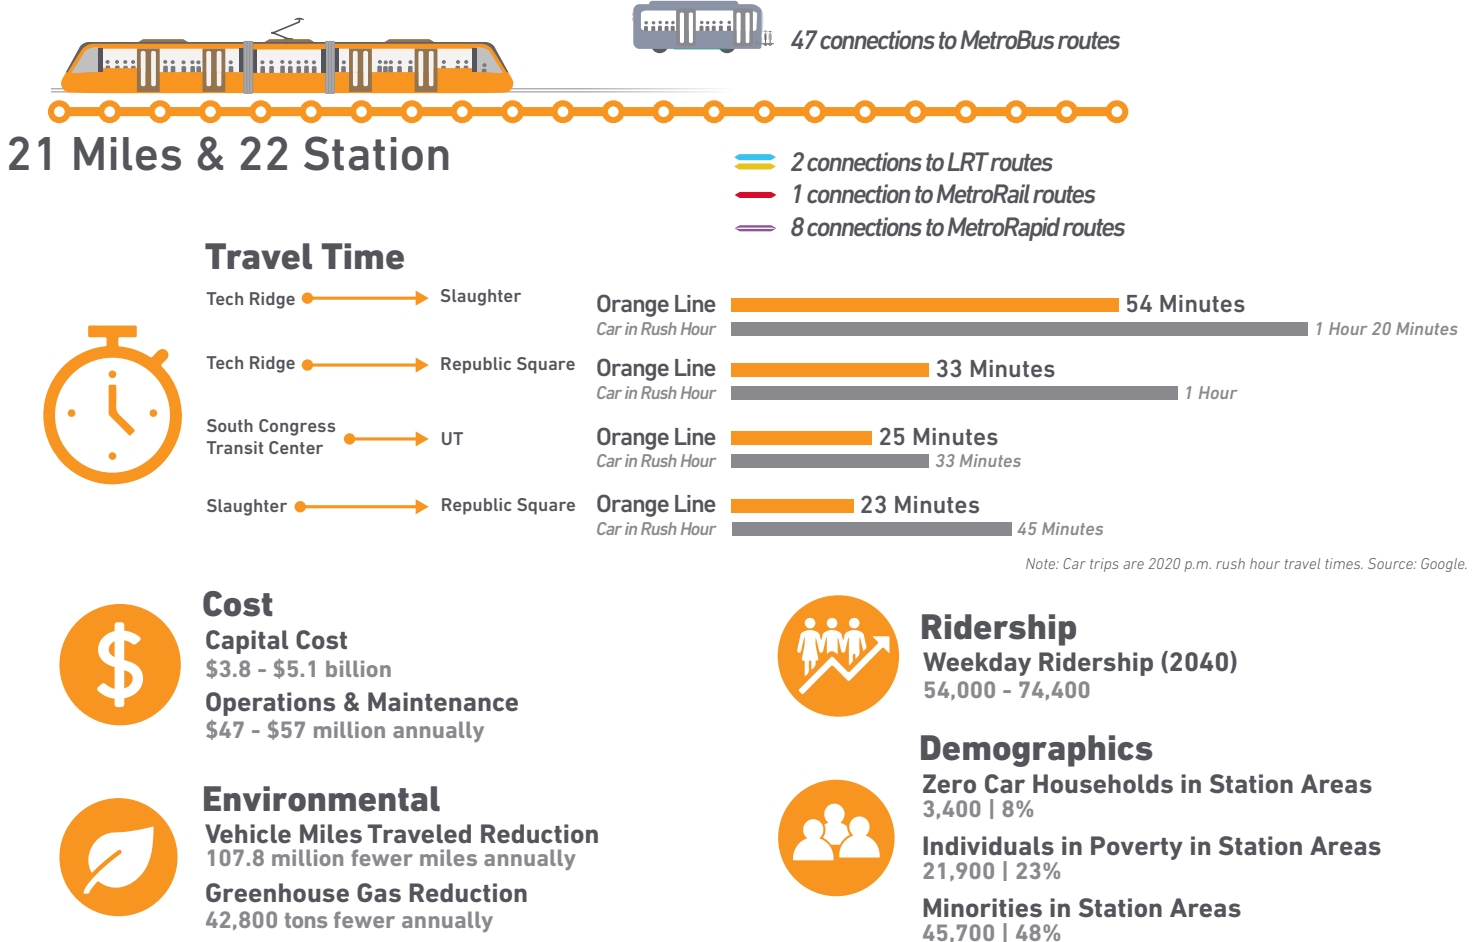 47 connections to MetroBus routes
21 Miles & 22 Station
2 connections to LRT routes
1 connection to MetroRail routes
8 connections to MetroRapid routes
Travel Time
Tech Ridge
Slaughter
Orange Line
54 Minutes
Car in Rush Hour
1 Hour 20 Minutes
Tech Ridge
Republic Square
Orange Line
33 Minutes
Car in Rush Hour
1 Hour
South Congress
Transit Center
UT
Orange Line
25 Minutes
Car in Rush Hour
33 Minutes
Slaughter
Republic Square
Orange Line
23 Minutes
Car in Rush Hour
45 Minutes
Note: Car trips are 2020 p.m. rush hour travel times. Source: Google.
$
Cost
Capital Cost
$3.8 - $5.1 billion
Operations & Maintenance
$47 - $57 million annually
Environmental
Vehicle Miles Traveled Reduction
107.8 million fewer miles annually
Greenhouse Gas Reduction
42,800 tons fewer annually
Ridership
Weekday Ridership (2040)
54,000 - 74,400
Demographics
Zero Car Households in Station Areas
3,400 | 8%
Individuals in Poverty in Station Areas
21,900 | 23%
Minorities in Station Areas
45,700 | 48%